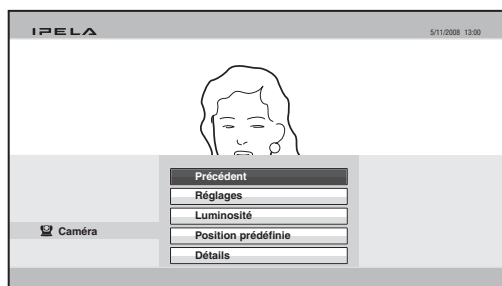 IPELA
5/11/2008 13:00
Précédent
Réglages
Luminosité
Caméra
Position prédéfinie
Détails